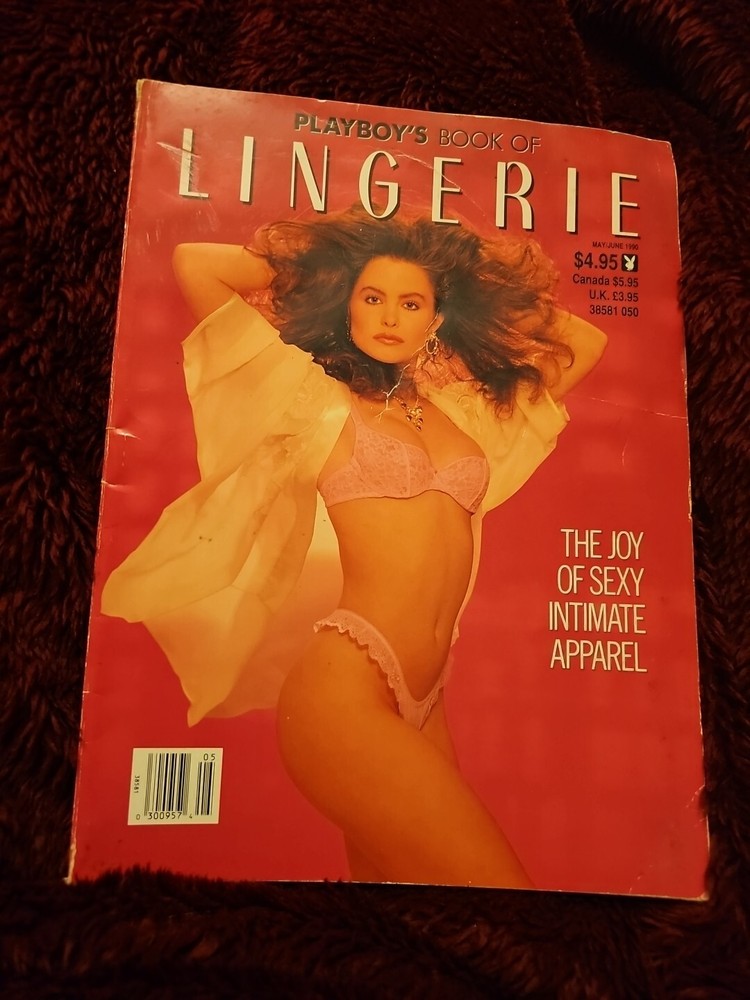 PLAYBOY'S BOOK OF
LINGERIE
MAY/JUNE 1990
$4.95
Canada $5.95
U.K. £3.95
38581 050
THE JOY
OF SEXY
INTIMATE
APPAREL
05
38581
0 300957 4